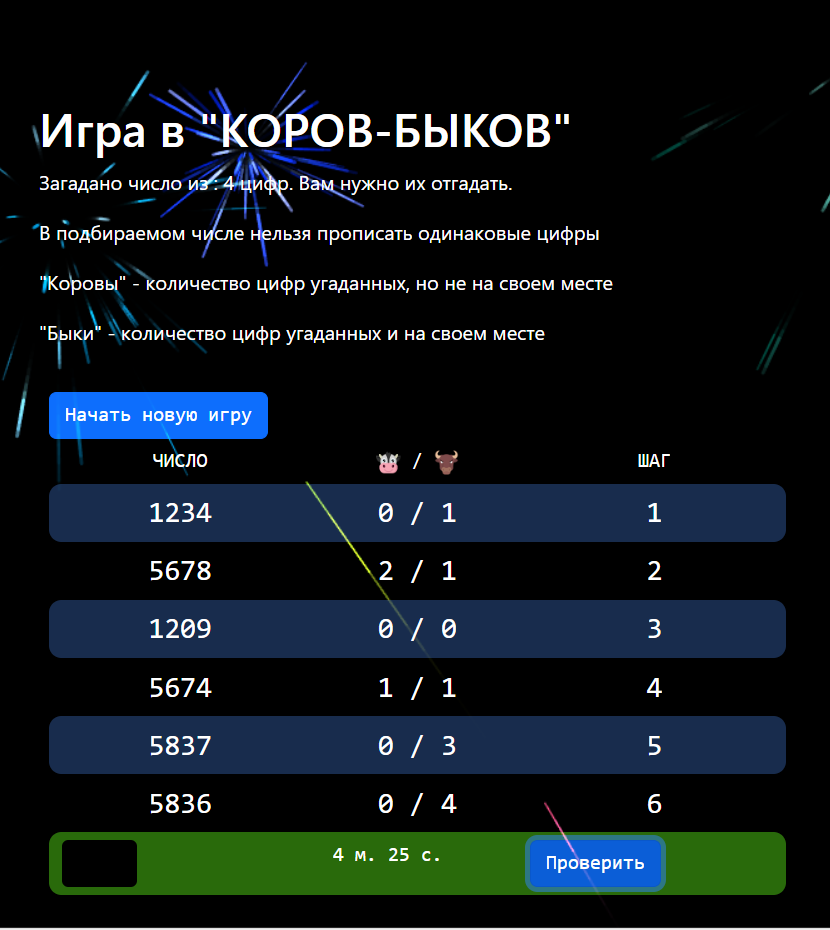 Игра в "КОРОВ-БЫКОВ"
Загадано число из : 4 цифр. Вам нужно их отгадать.
В подбираемом числе нельзя прописать одинаковые цифры
"Коровы" - количество цифр угаданных, но не на своем месте
"Быки" - количество цифр угаданных и на своем месте
Начать новую игру
ЧИСЛО / ШАГ
1234 0 / 1 1
5678 2 / 1 2
1209 0 / 0 3
5674 1 / 1 4
5837 0 / 3 5
5836 0 / 4 6
4 м. 25 с. Проверить